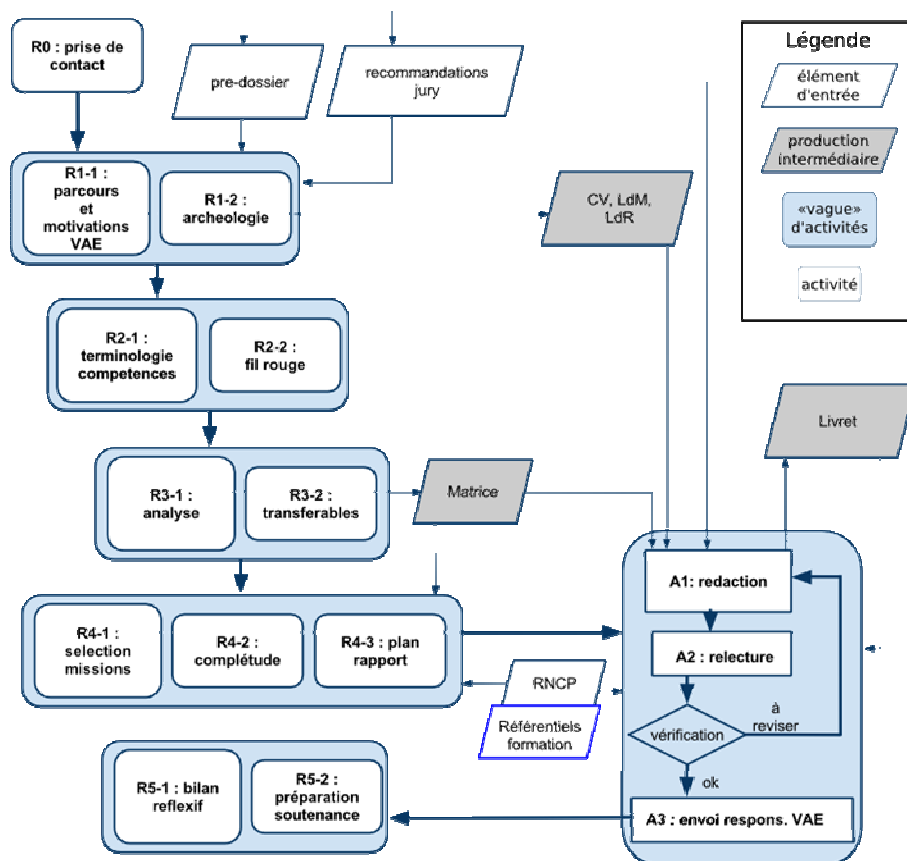 R0 : prise de
contact
pre-dossier
recommandations
jury
Légende
élément
d'entrée
production
intermédiaire
«vague»
d'activités
activité
R1-1 :
parcours
et
motivations
VAE
R1-2 :
archeologie
CV, LdM,
LdR
R2-1 :
terminologie
competences
R2-2 :
fil rouge
Livret
R3-1 :
analyse
R3-2 :
transferables
Matrice
A1: redaction
R4-1 :
selection
missions
R4-2 :
complétude
R4-3 : plan
rapport
A2 : relecture
RNCP
Référentiels
formation
vérification
à
reviser
ok
R5-1 : bilan
reflexif
R5-2 :
préparation
soutenance
A3 : envoi respons. VAE